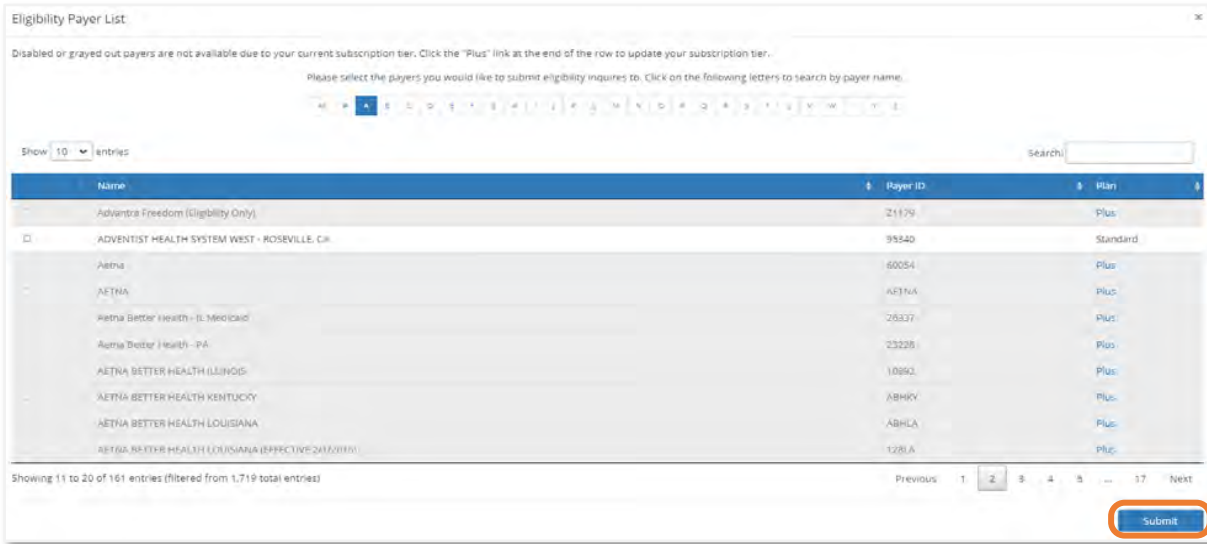 Eligibility Payer List ×
Disabled or grayed out payers are not available due to your current subscription tier. Click the "Plus" link at the end of the row to update your subscription tier.
Please select the payers you would like to submit eligibility inquires to. Click on the following letters to search by payer name.
All # A B C D E F G H I J K L M N O P Q R S T U V W Y Z
Show 10 entries Search:
Name Payer ID Plan
Advantra Freedom (Eligibility Only) Plus
ADVENTIST HEALTH SYSTEM WEST - ROSEVILLE, CA 95340 Standard
Aetna 60054 Plus
AETNA AETNA Plus
Aetna Better Health - IL Medicaid 26337 Plus
Aetna Better Health - PA 23228 Plus
AETNA BETTER HEALTH ILLINOIS Plus
AETNA BETTER HEALTH KENTUCKY ABHKY Plus
AETNA BETTER HEALTH LOUISIANA ABHLA Plus
AETNA BETTER HEALTH LOUISIANA (EFFECTIVE 128LA Plus
Showing 11 to 20 of 161 entries (filtered from 1,719 total entries) Previous 1 2 3 4 5 ... 17 Next
Submit